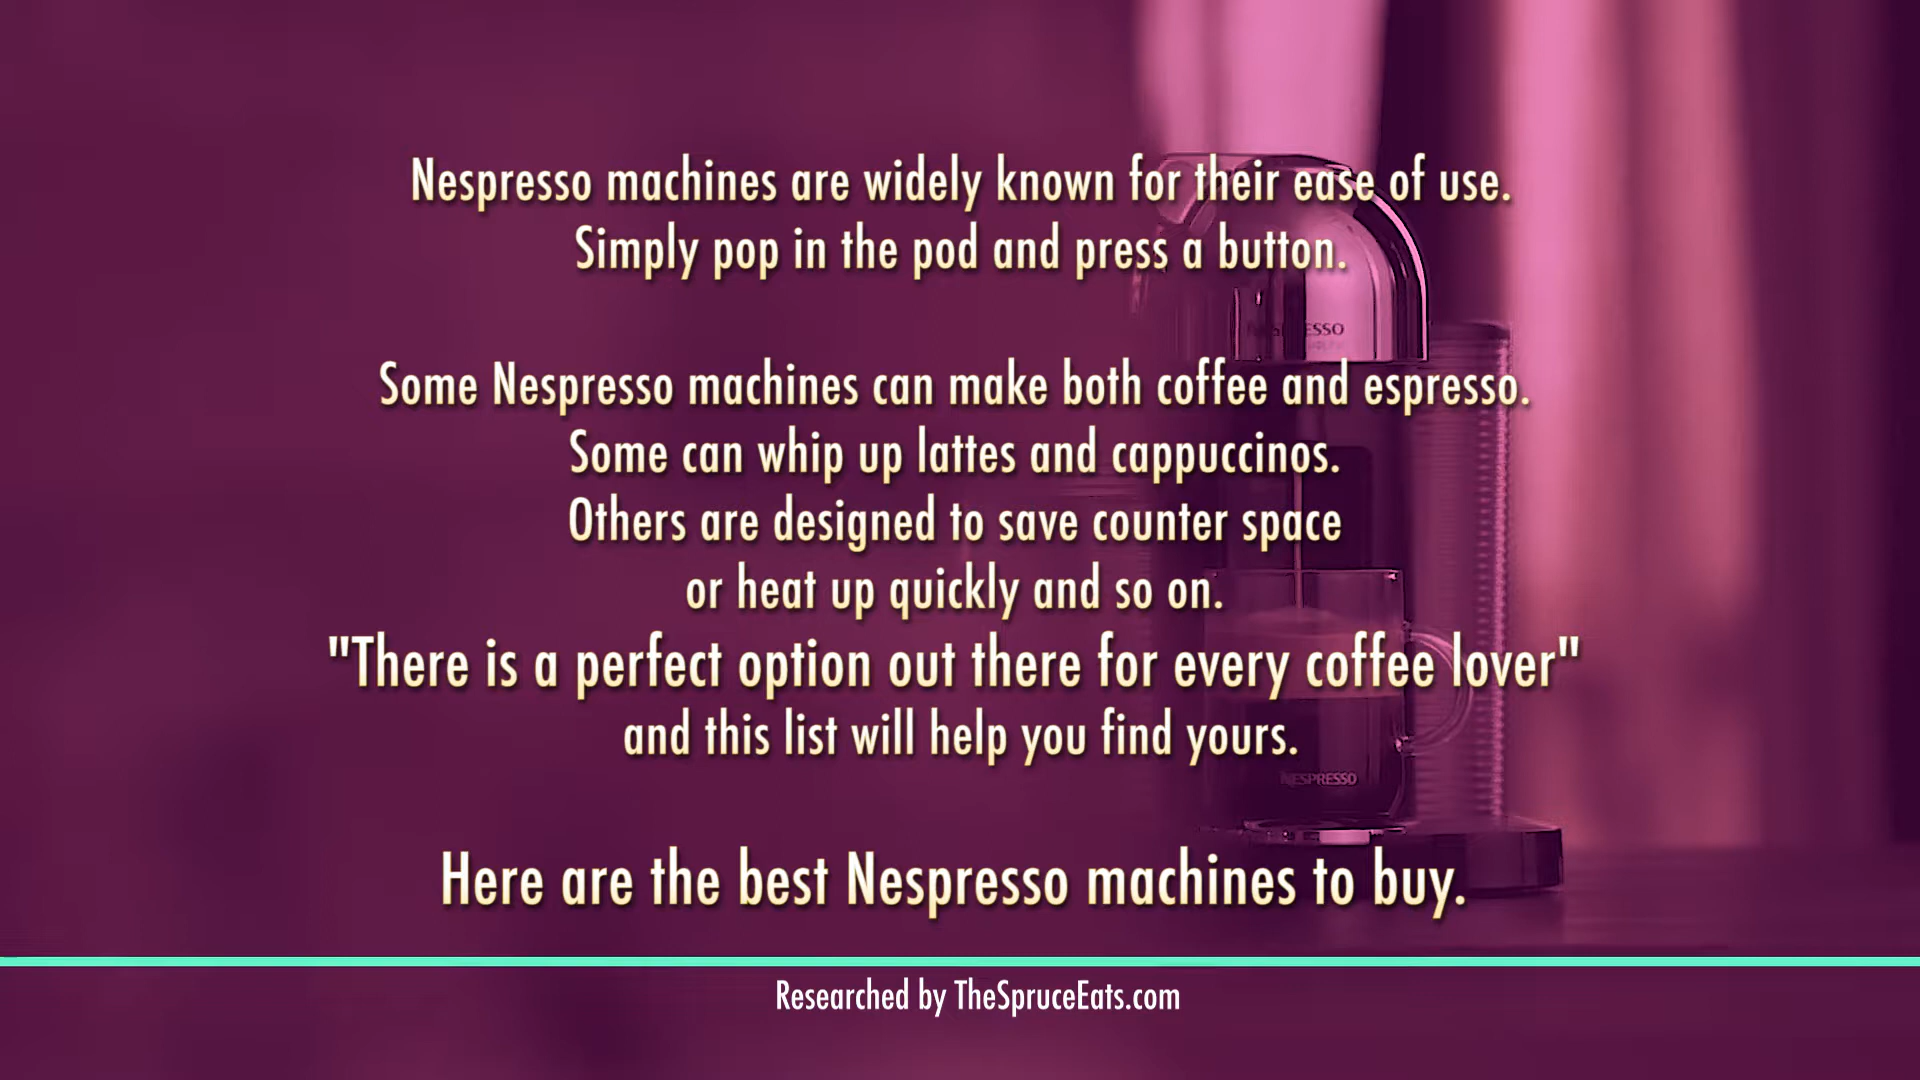 Nespresso machines are widely known for their ease of use.
Simply pop in the pod and press a button.
ESSO
Some Nespresso machines can make both coffee and espresso.
Some can whip up lattes and cappuccinos.
Others are designed to save counter space
or heat up quickly and so on.
"There is a perfect option out there for every coffee lover"
and this list will help you find yours.
NESPRESSO
Here are the best Nespresso machines to buy.
Researched by TheSpruceEats.com